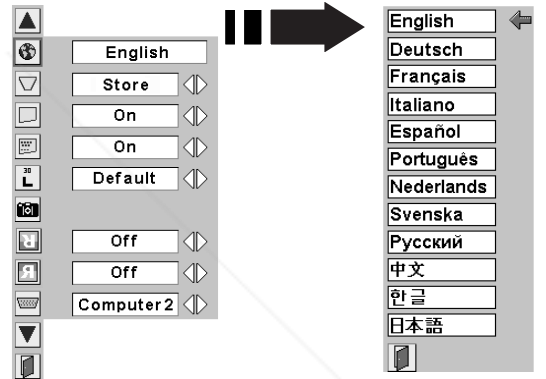 English
Store
On
On
30
L
Default
Off
Off
Computer2
English
Deutsch
Français
Italiano
Español
Português
Nederlands
Svenska
Русский
中文
한글
日本語